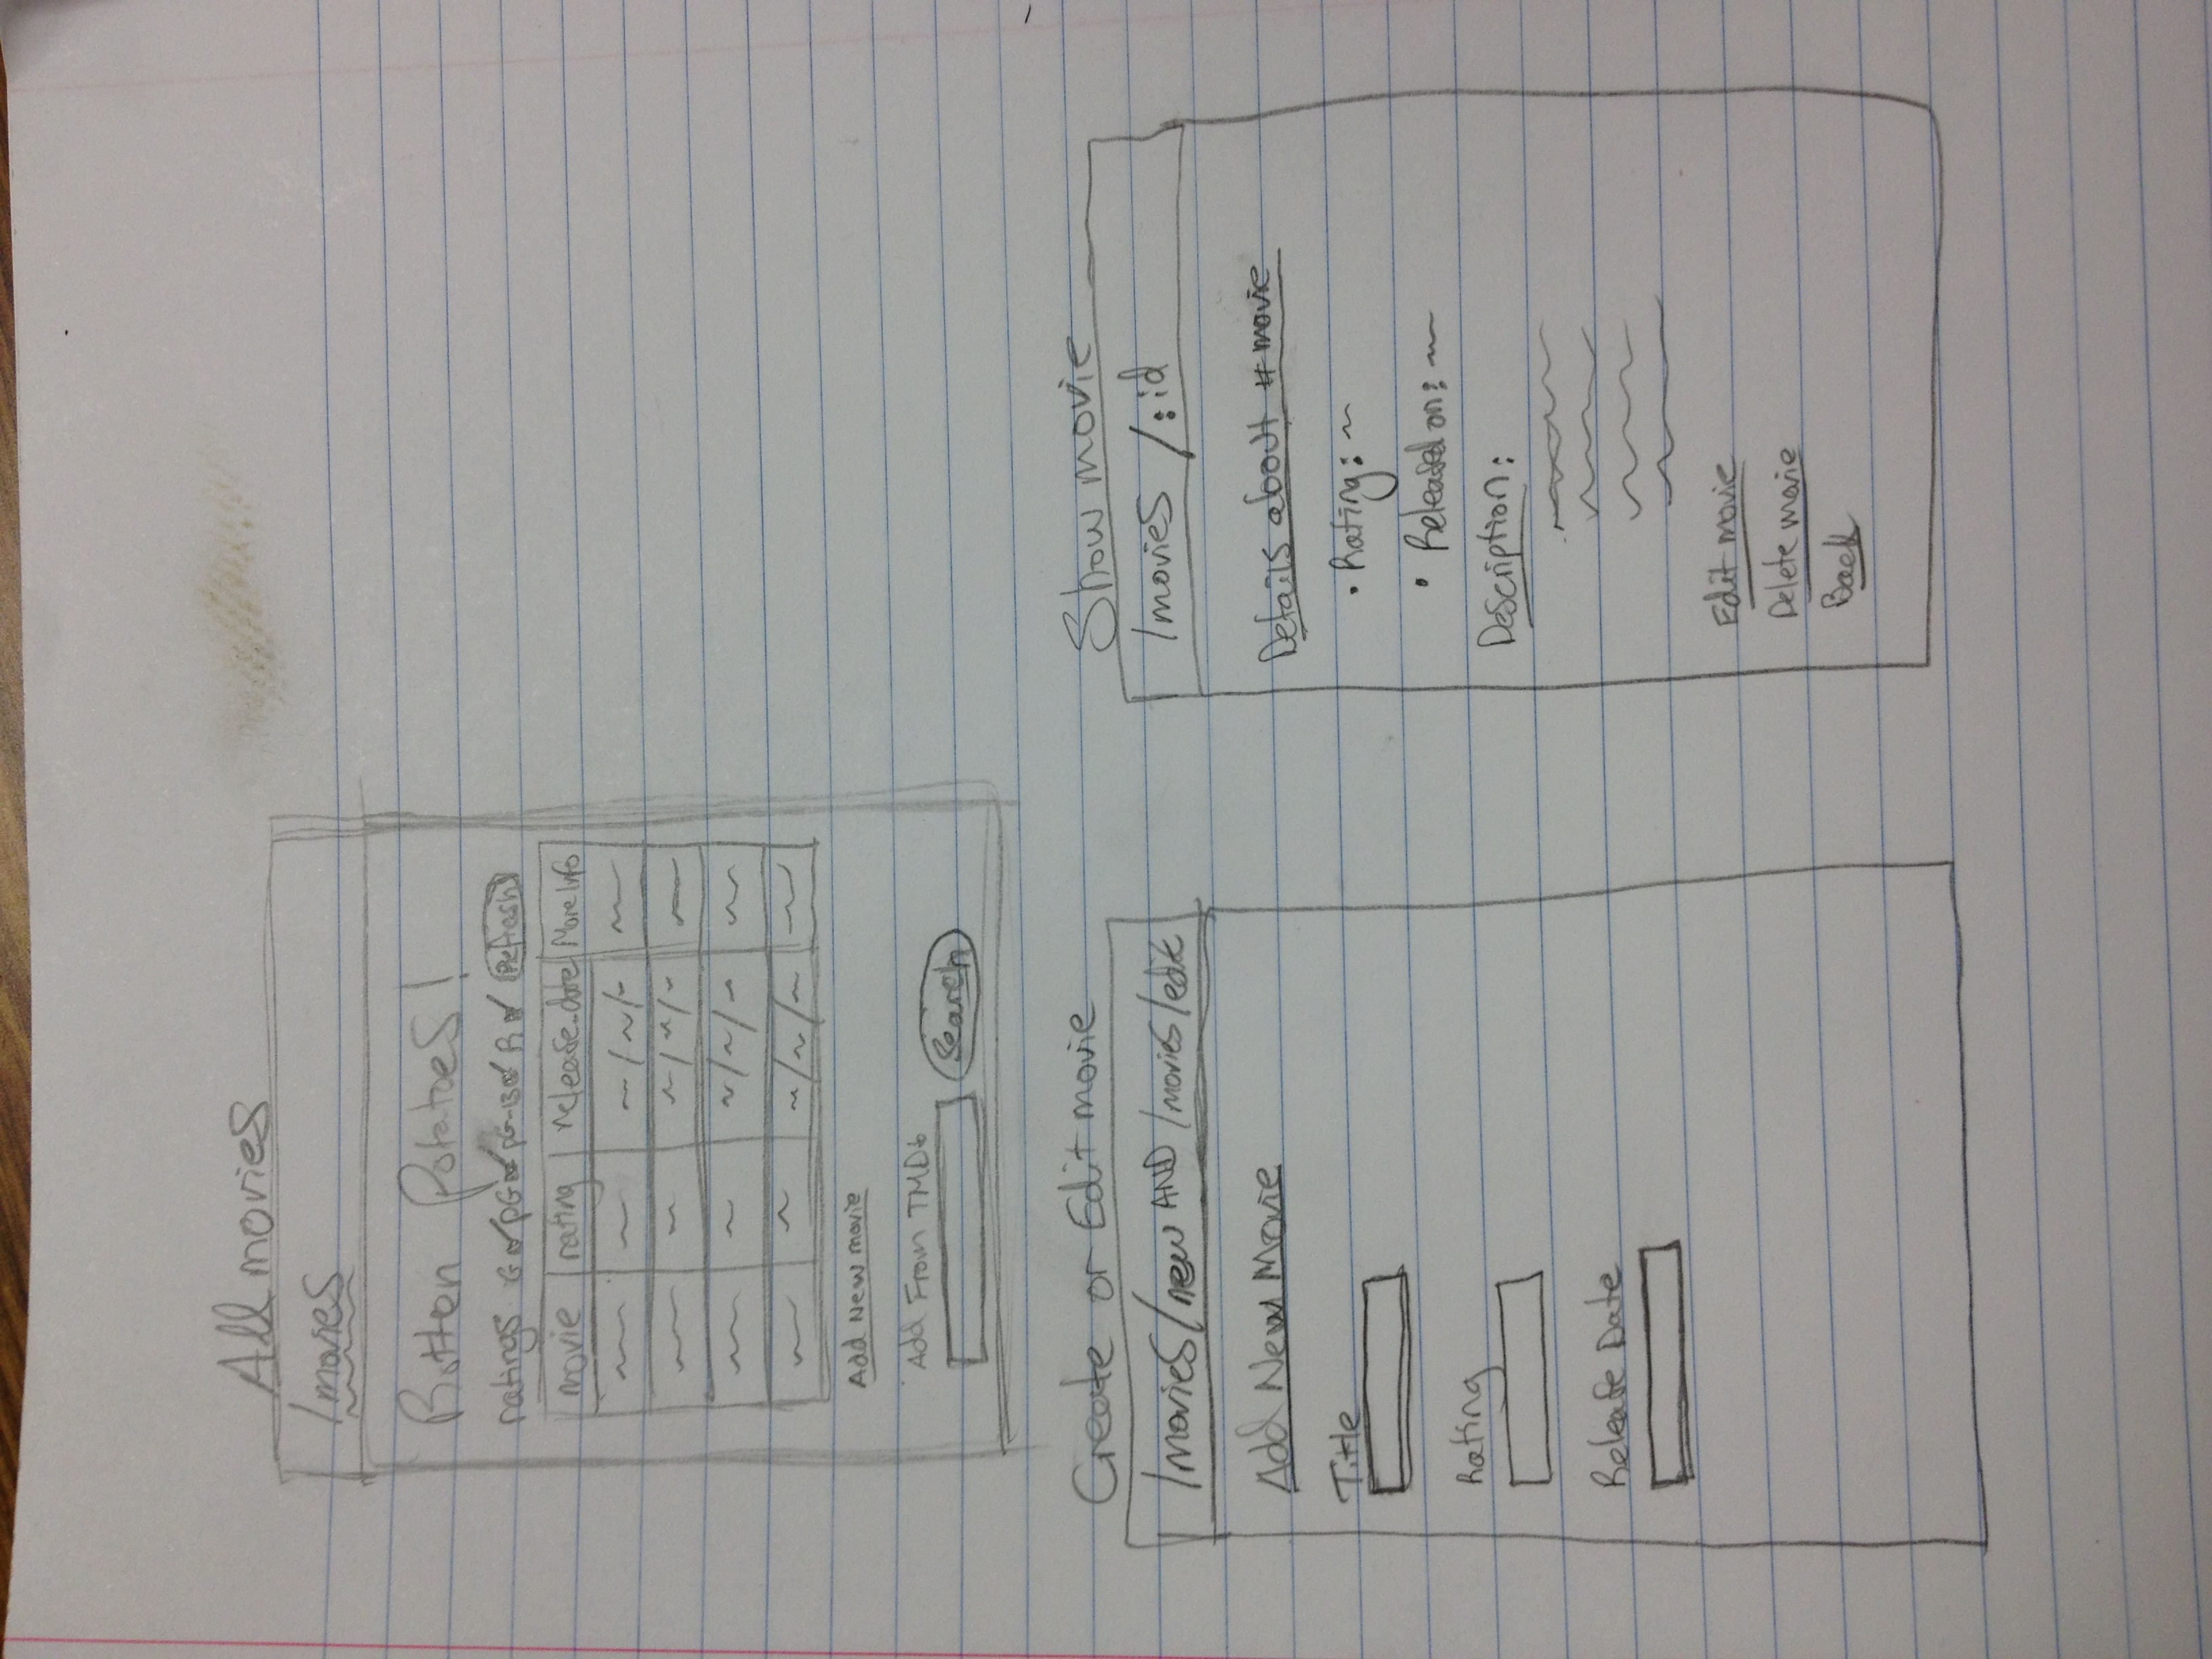 All movies
/movies
Rotten Potatoes!
ratings G PG PG-13 R Refresh
movie rating release_date More Info
Add New movie
Add From TMDb
Search
Create or Edit movie
/movies/new AND /movies/edit
Add New Movie
Title
Rating
Release Date
Show movie
/movies /:id
Details about #movie
• Rating: ~
• Released on: ~
Description:
Edit movie
Delete movie
Back